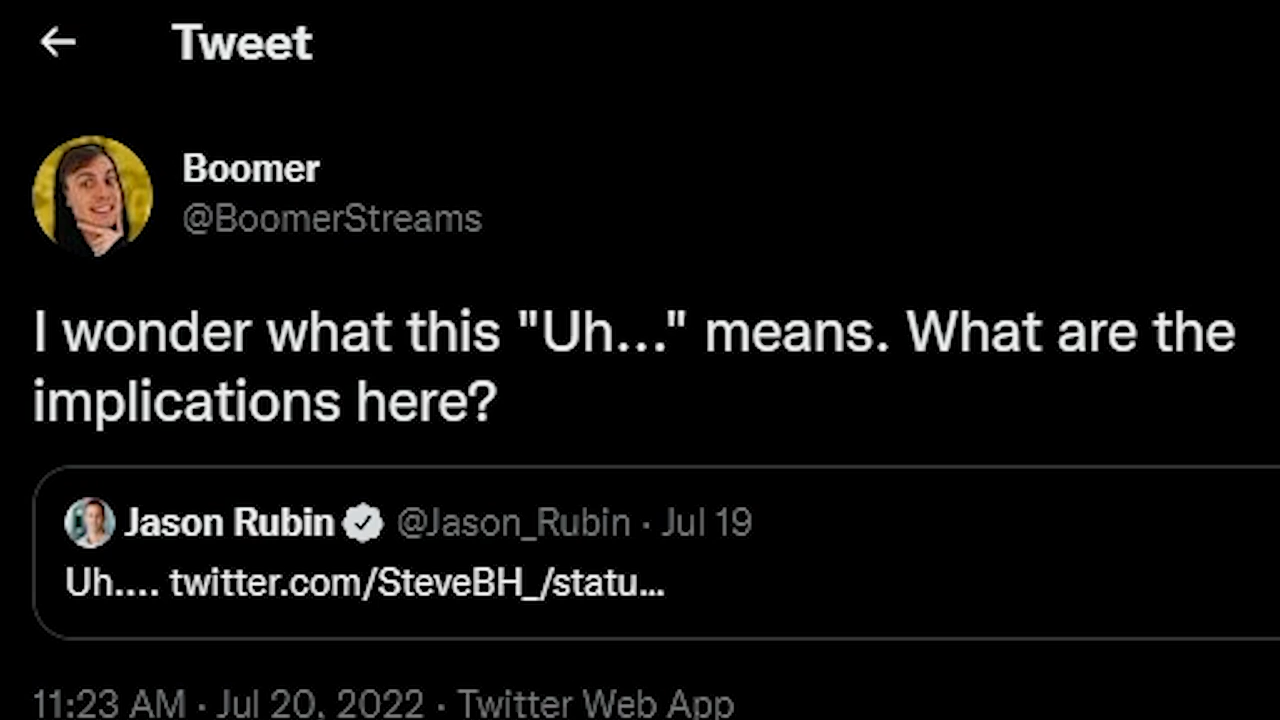 Tweet
Boomer
@BoomerStreams
I wonder what this "Uh..." means. What are the
implications here?
Jason Rubin @Jason_Rubin · Jul 19
Uh.... twitter.com/SteveBH_/statu...
11:23 AM · Jul 20, 2022 · Twitter Web App